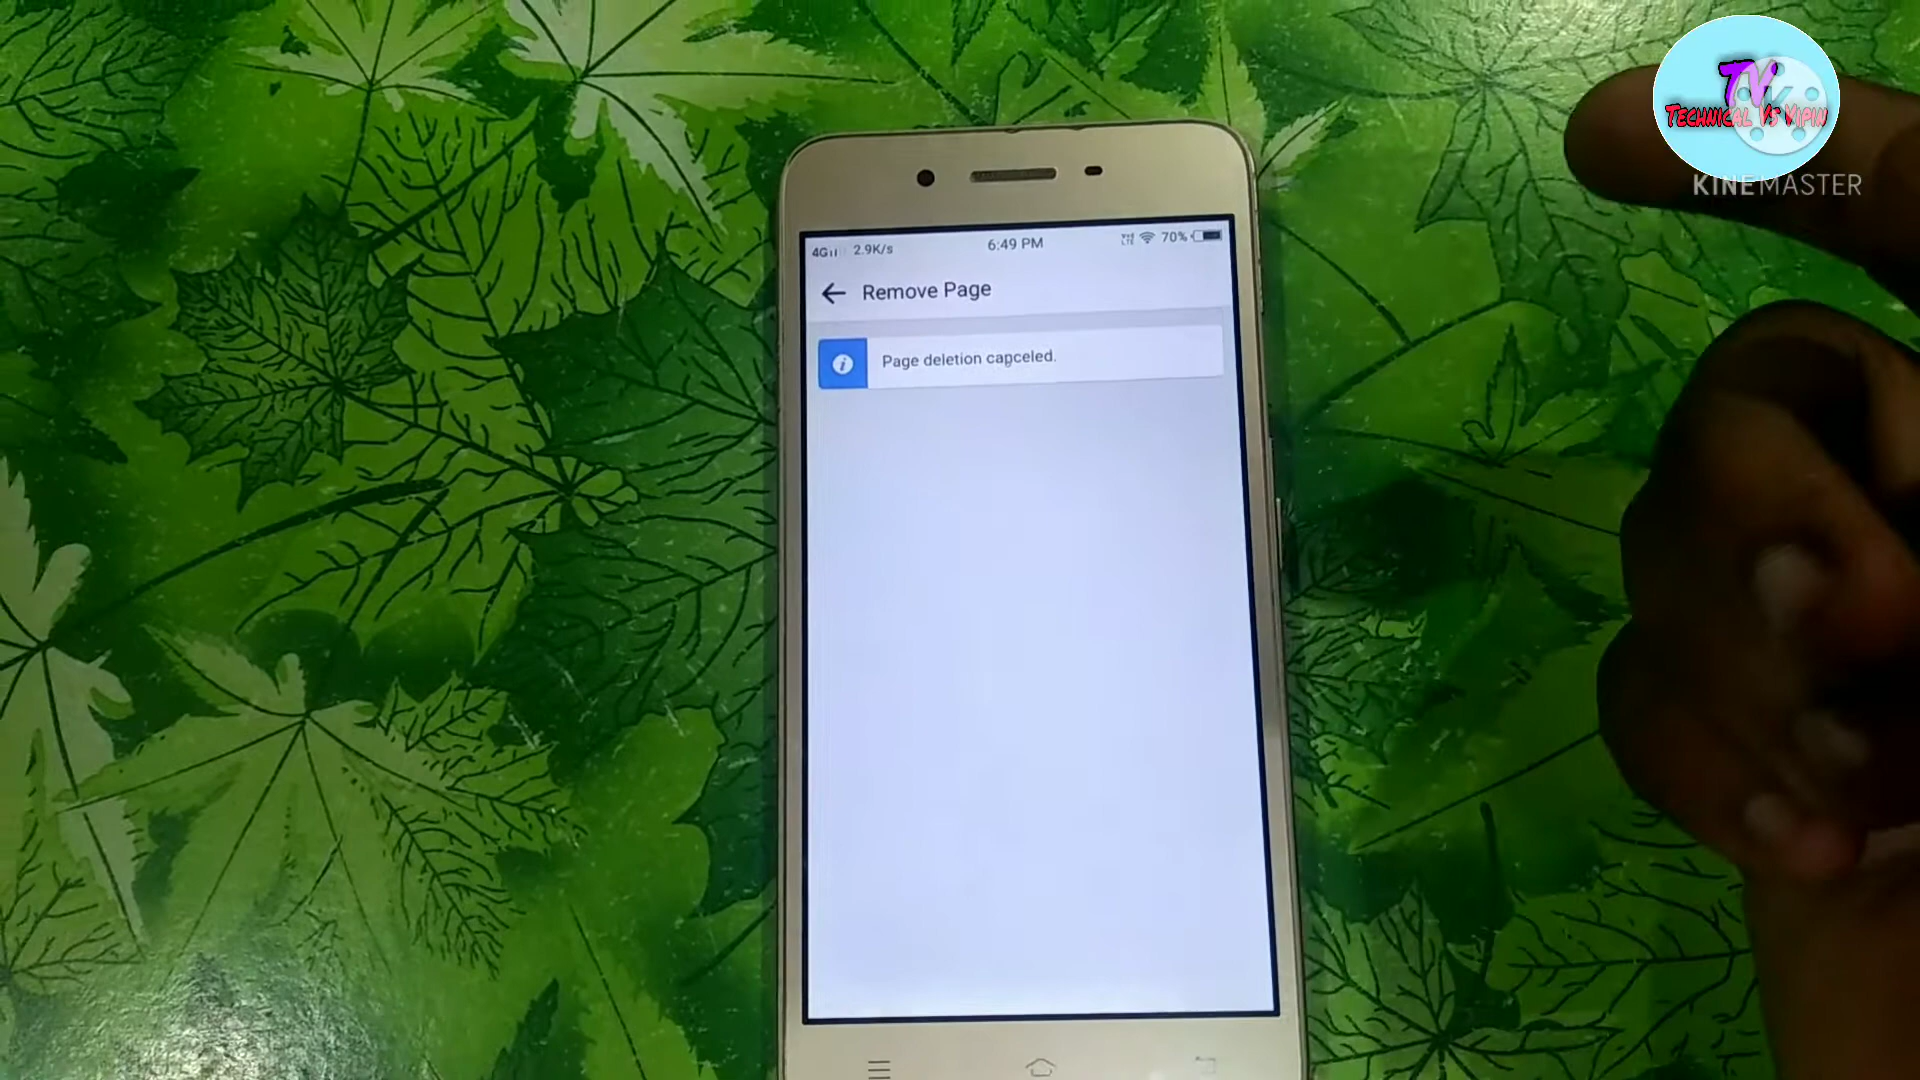 TV
Technical Vs Vipin
KINEMASTER
4G 2.9K/s 6:49 PM 70%
Remove Page
Page deletion canceled.